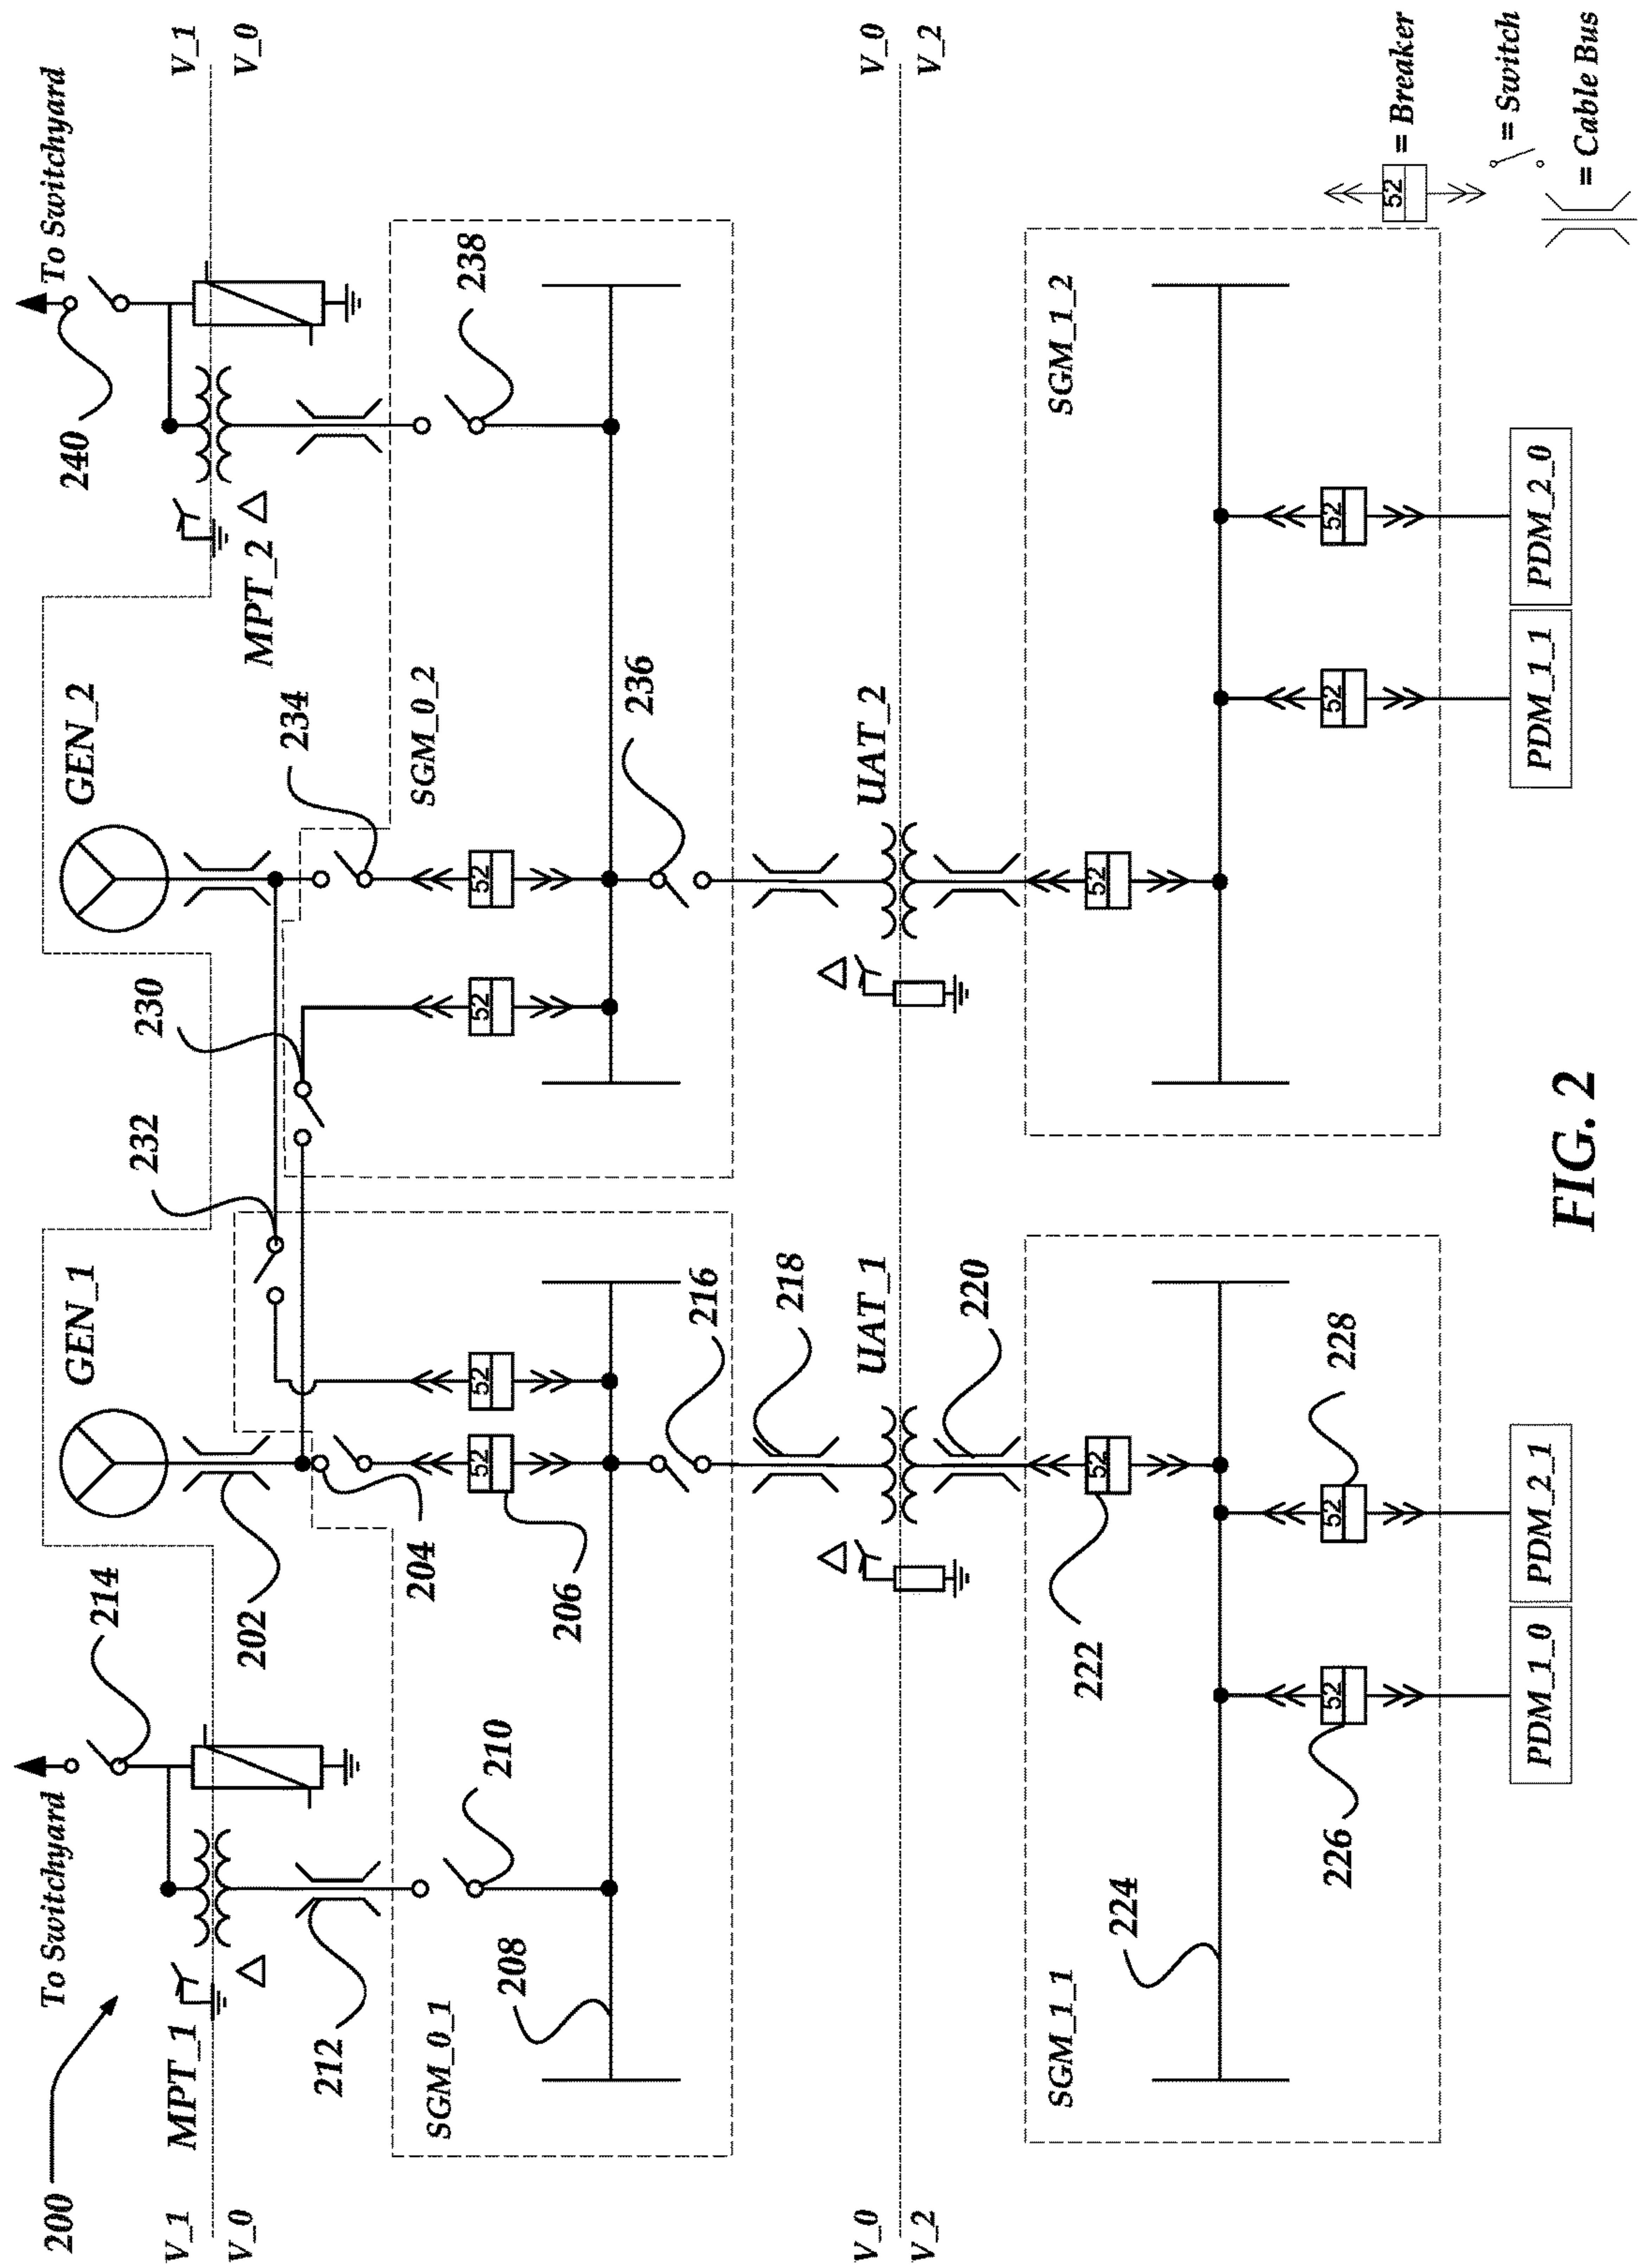 200
To Switchyard
214
GEN_1
232
230
GEN_2
240
To Switchyard
V_1
V_0
MPT_1
202
MPT_2
V_1
V_0
212
204
234
SGM_0_1
208
210
206
52
52
52
52
SGM_0_2
238
216
236
218
UAT_1
UAT_2
V_0
V_2
V_0
V_2
220
SGM_1_1
224
222
52
52
SGM_1_2
226
52
52
228
52
52
PDM_1_0
PDM_2_1
PDM_1_1
PDM_2_0
52
= Breaker
= Switch
= Cable Bus
FIG. 2